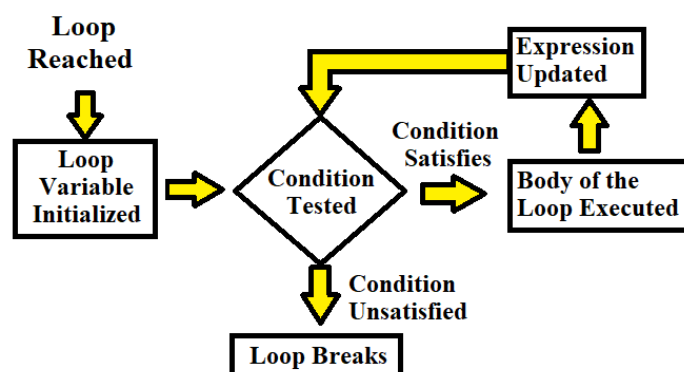 Loop
Reached
Loop
Variable
Initialized
Condition
Tested
Condition
Satisfies
Body of the
Loop Executed
Expression
Updated
Condition
Unsatisfied
Loop Breaks